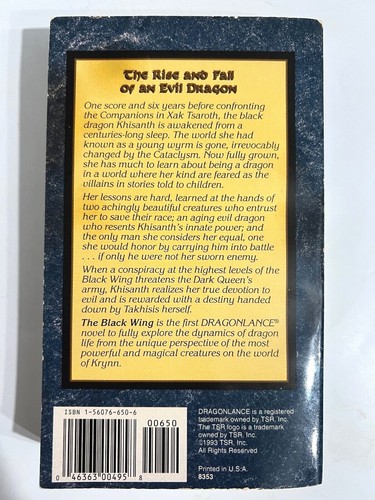 The Rise and Fall
of an Evil Dragon
One score and six years before confronting
the Companions in Xak Tsaroth, the black
dragon Khisanth is awakened from a
centuries-long sleep. The world she had
known as a young wyrm is gone, irrevocably
changed by the Cataclysm. Now fully grown,
she has much to learn about being a dragon
in a world where her kind are feared as the
villains in stories told to children.
Her lessons are hard, learned at the hands of
two achingly beautiful creatures who entrust
her to save their race; an aging evil dragon
who resents Khisanth's innate power; and
the only man she considers her equal, one
she would honor by carrying him into battle
. . . if only he were not her sworn enemy.
When a conspiracy at the highest levels of the
Black Wing threatens the Dark Queen's
army, Khisanth realizes her true devotion to
evil and is rewarded with a destiny handed
down by Takhisis herself.
The Black Wing is the first DRAGONLANCE®
novel to fully explore the dynamics of dragon
life from the unique perspective of the most
powerful and magical creatures on the world
of Krynn.
ISBN 1-56076-650-6
00650
0 46363 00495 8
DRAGONLANCE is a registered
trademark owned by TSR, Inc.
The TSR logo is a trademark
owned by TSR, Inc.
©1993 TSR, Inc.
All Rights Reserved
Printed in U.S.A.
8353